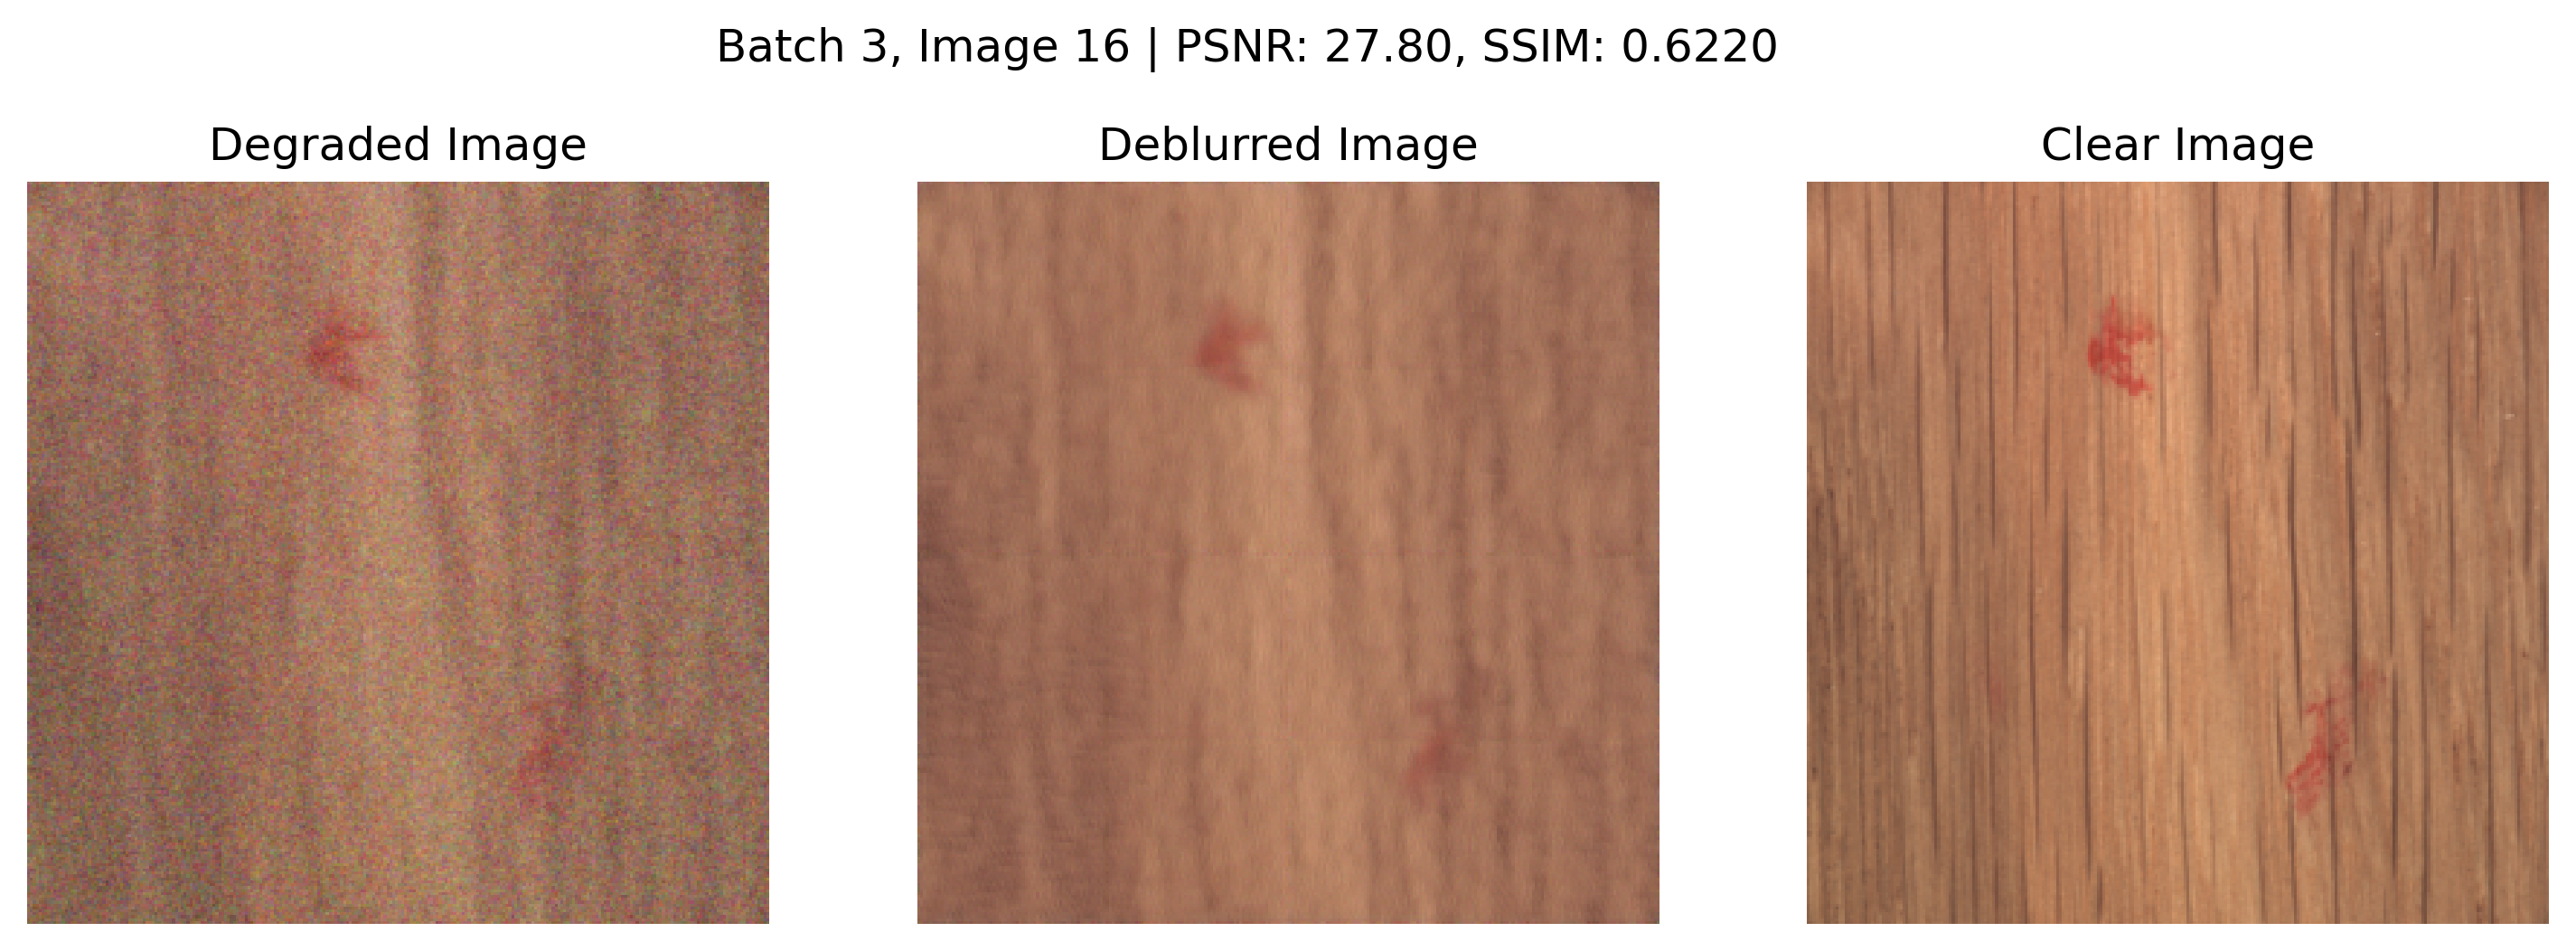 Batch 3, Image 16 | PSNR: 27.80, SSIM: 0.6220
Degraded Image
Deblurred Image
Clear Image